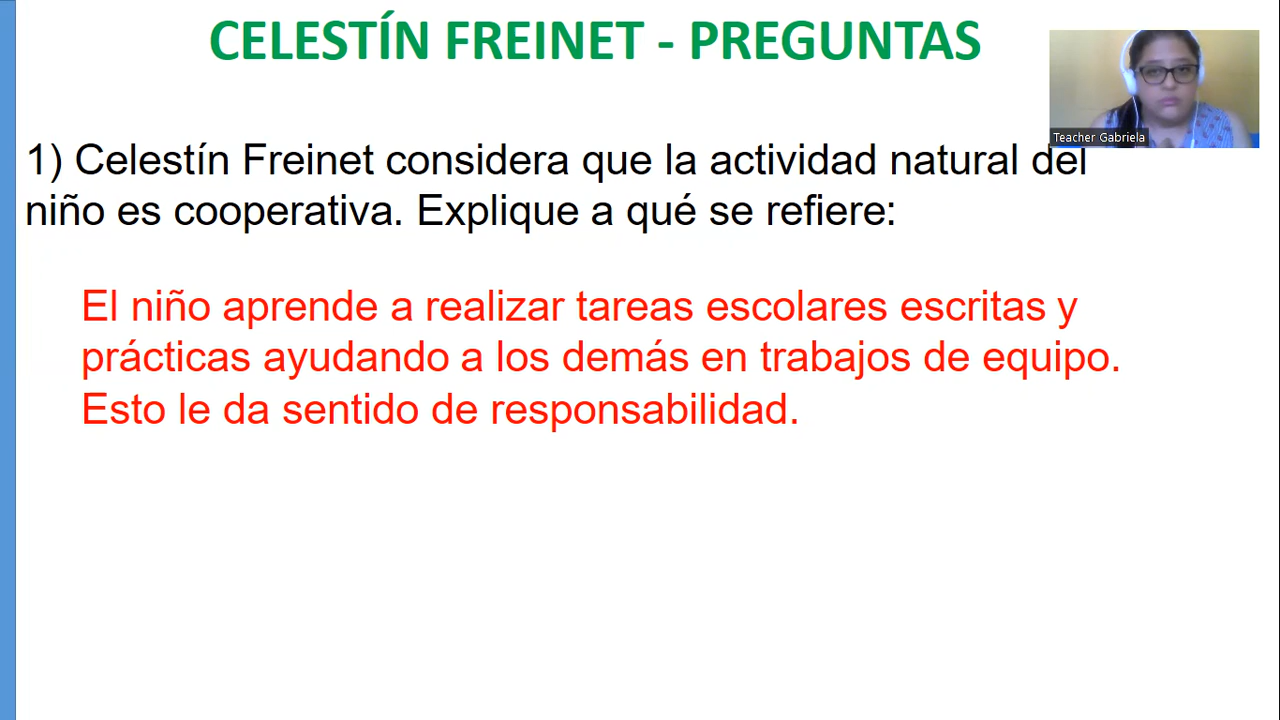 CELESTÍN FREINET - PREGUNTAS
Teacher Gabriela
1) Celestín Freinet considera que la actividad natural del
niño es cooperativa. Explique a qué se refiere:
El niño aprende a realizar tareas escolares escritas y
prácticas ayudando a los demás en trabajos de equipo.
Esto le da sentido de responsabilidad.